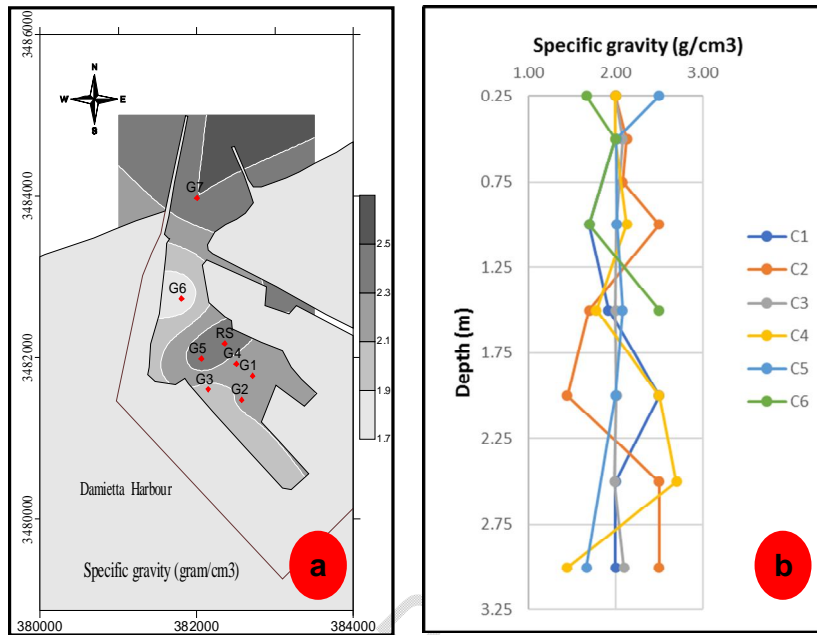 3486000
3484000
3482000
3480000
380000
382000
384000
N
W E
S
G7
G6
RS
G5
G4
G1
G3
G2
2.5
2.3
2.1
1.9
1.7
Damietta Harbour
Specific gravity (gram/cm3)
a
Specific gravity (g/cm3)
1.00 2.00 3.00
0.25
0.75
1.25
1.75
2.25
2.75
3.25
Depth (m)
C1
C2
C3
C4
C5
C6
b